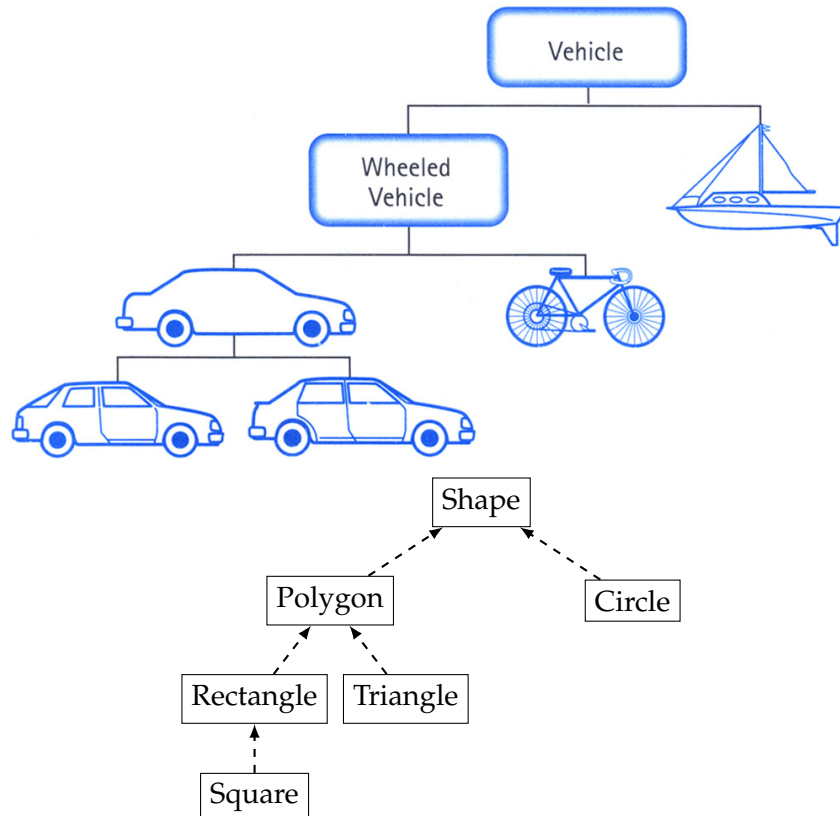 Vehicle
Wheeled
Vehicle
Shape
Polygon
Circle
Rectangle
Triangle
Square